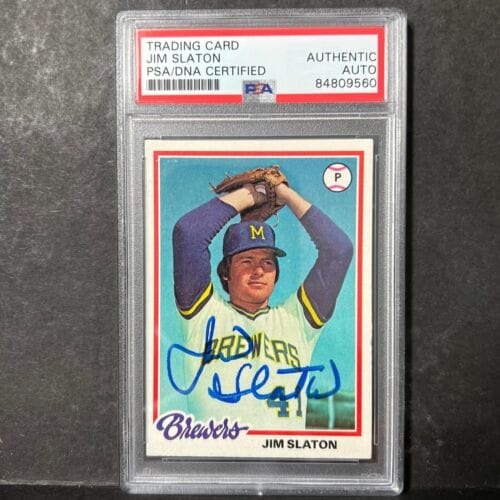 TRADING CARD
JIM SLATON
PSA/DNA CERTIFIED
AUTHENTIC
AUTO
84809560
PSA
P
M
BREWERS
Jim Slaton
41
Brewers
JIM SLATON